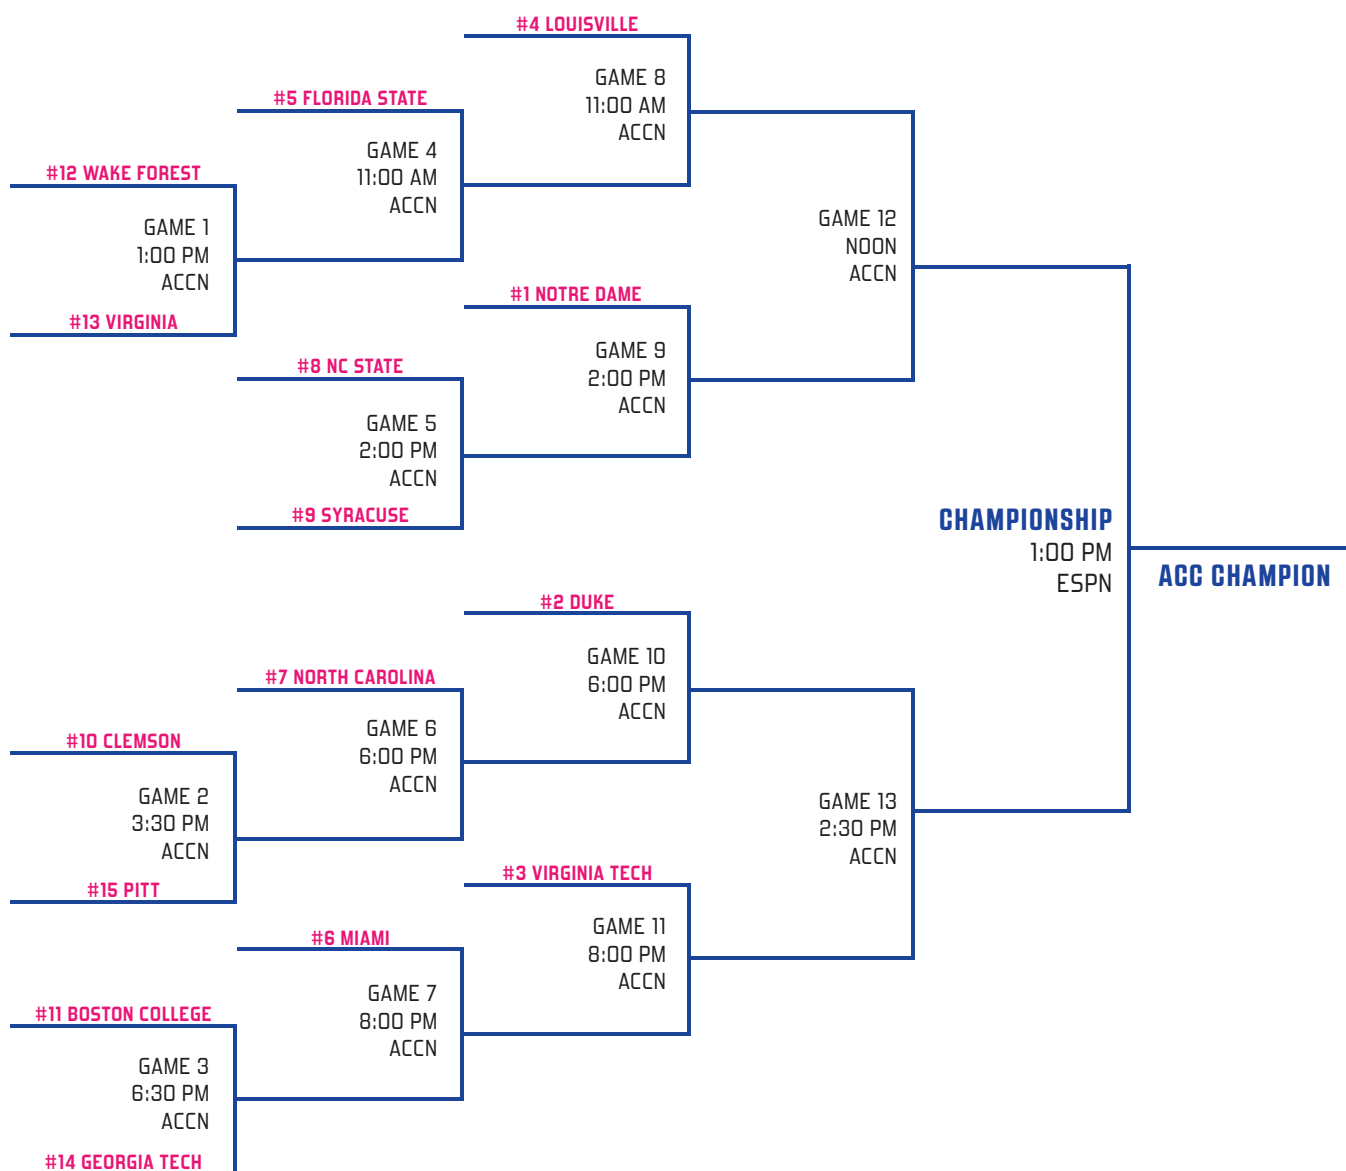 #4 LOUISVILLE
GAME 8
11:00 AM
ACCN
#5 FLORIDA STATE
GAME 4
11:00 AM
ACCN
#12 WAKE FOREST
GAME 1
1:00 PM
ACCN
#13 VIRGINIA
GAME 12
NOON
ACCN
#1 NOTRE DAME
GAME 9
2:00 PM
ACCN
#8 NC STATE
GAME 5
2:00 PM
ACCN
#9 SYRACUSE
CHAMPIONSHIP
1:00 PM
ESPN
ACC CHAMPION
#2 DUKE
GAME 10
6:00 PM
ACCN
#7 NORTH CAROLINA
GAME 6
6:00 PM
ACCN
#10 CLEMSON
GAME 2
3:30 PM
ACCN
#15 PITT
GAME 13
2:30 PM
ACCN
#3 VIRGINIA TECH
GAME 11
8:00 PM
ACCN
#6 MIAMI
GAME 7
8:00 PM
ACCN
#11 BOSTON COLLEGE
GAME 3
6:30 PM
ACCN
#14 GEORGIA TECH